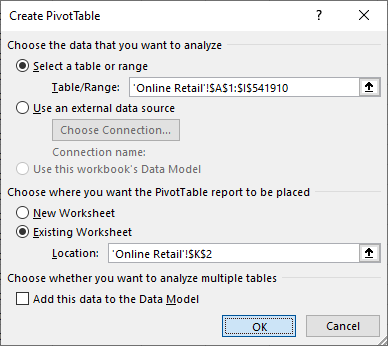 Create PivotTable
Choose the data that you want to analyze
Select a table or range
Table/Range: 'Online Retail'!$A$1:$I$541910
Use an external data source
Choose Connection...
Connection name:
Use this workbook's Data Model
Choose where you want the PivotTable report to be placed
New Worksheet
Existing Worksheet
Location: 'Online Retail'!$K$2
Choose whether you want to analyze multiple tables
Add this data to the Data Model
OK Cancel